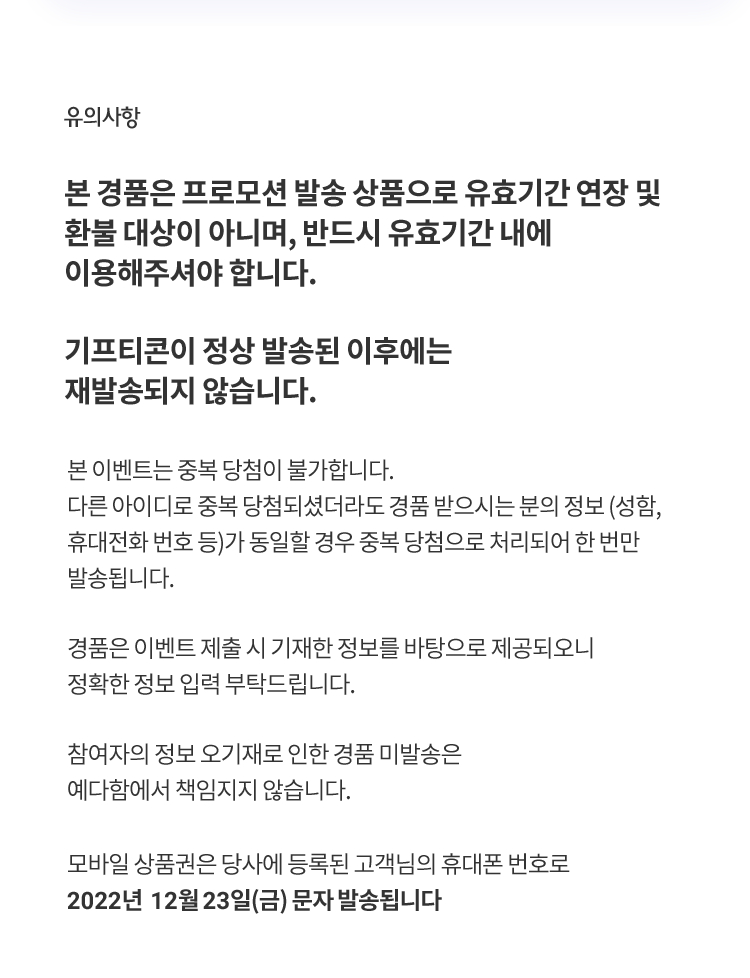 유의사항
본 경품은 프로모션 발송 상품으로 유효기간 연장 및
환불 대상이 아니며, 반드시 유효기간 내에
이용해주셔야 합니다.
기프티콘이 정상 발송된 이후에는
재발송되지 않습니다.
본 이벤트는 중복 당첨이 불가합니다.
다른 아이디로 중복 당첨되셨더라도 경품 받으시는 분의 정보 (성함,
휴대전화 번호 등)가 동일할 경우 중복 당첨으로 처리되어 한 번만
발송됩니다.
경품은 이벤트 제출 시 기재한 정보를 바탕으로 제공되오니
정확한 정보 입력 부탁드립니다.
참여자의 정보 오기재로 인한 경품 미발송은
예다함에서 책임지지 않습니다.
모바일 상품권은 당사에 등록된 고객님의 휴대폰 번호로
2022년 12월 23일(금) 문자 발송됩니다